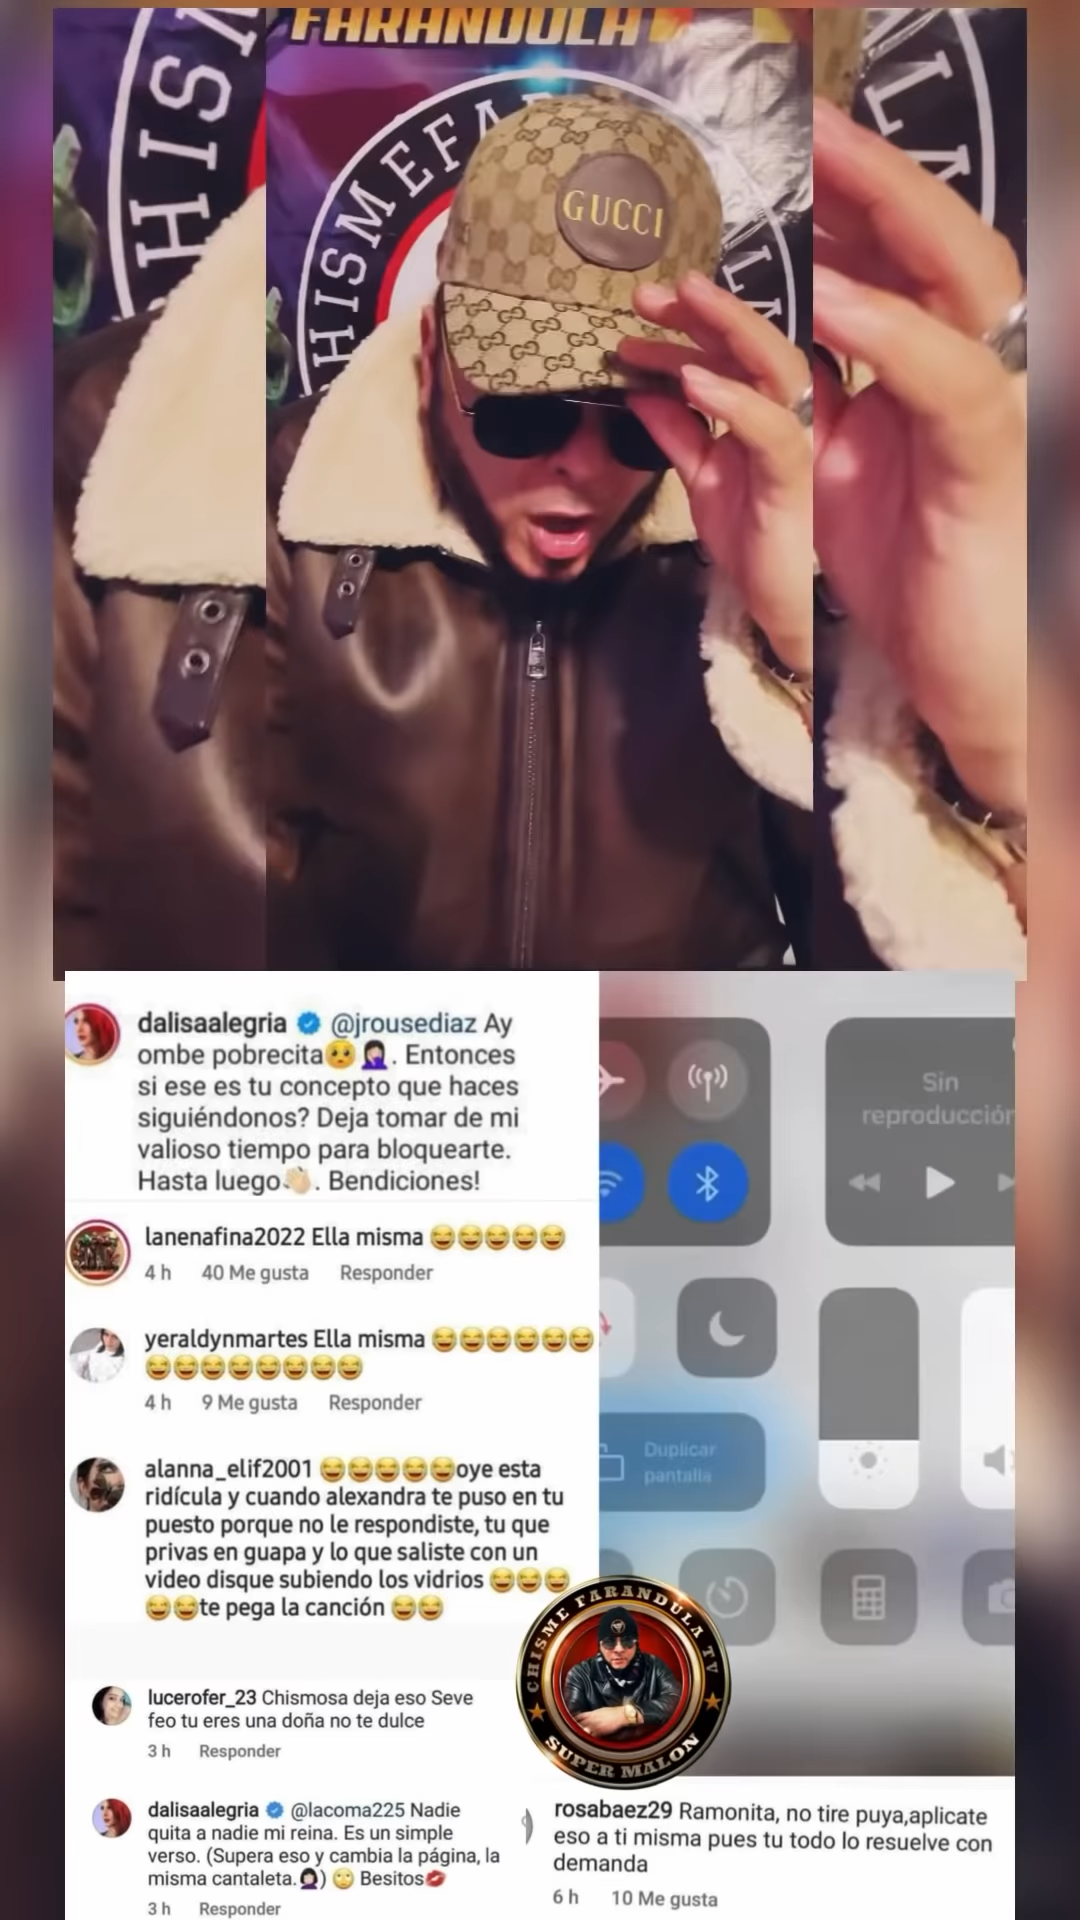 FARANDULA
HISMEFA
GUCCI
LA
HIS
ALA
dalisaalegria @jrousediaz Ay
ombe pobrecita🥺🤦🏻‍♀️. Entonces
si ese es tu concepto que haces
siguiéndonos? Deja tomar de mi
valioso tiempo para bloquearte.
Hasta luego👋🏻. Bendiciones!
lanenafina2022 Ella misma 😂😂😂😂😂
4 h 40 Me gusta Responder
yeraldynmartes Ella misma 😂😂😂😂😂😂
😂😂😂😂😂😂😂😂
4 h 9 Me gusta Responder
alanna_elif2001 😂😂😂😂😂oye esta
ridícula y cuando alexandra te puso en tu
puesto porque no le respondiste, tu que
privas en guapa y lo que saliste con un
video disque subiendo los vidrios 😂😂😂
😂😂te pega la canción 😂😂
lucerofer_23 Chismosa deja eso Seve
feo tu eres una doña no te dulce
3 h Responder
dalisaalegria @lacoma225 Nadie
quita a nadie mi reina. Es un simple
verso. (Supera eso y cambia la página, la
misma cantaleta.🤦🏻‍♀️) 🙄 Besitos💋
3 h Responder
Sin
reproducción
Duplicar
pantalla
CHISME FARANDULA TV
SUPER MALON
rosabaez29 Ramonita, no tire puya,aplicate
eso a ti misma pues tu todo lo resuelve con
demanda
6 h 10 Me gusta